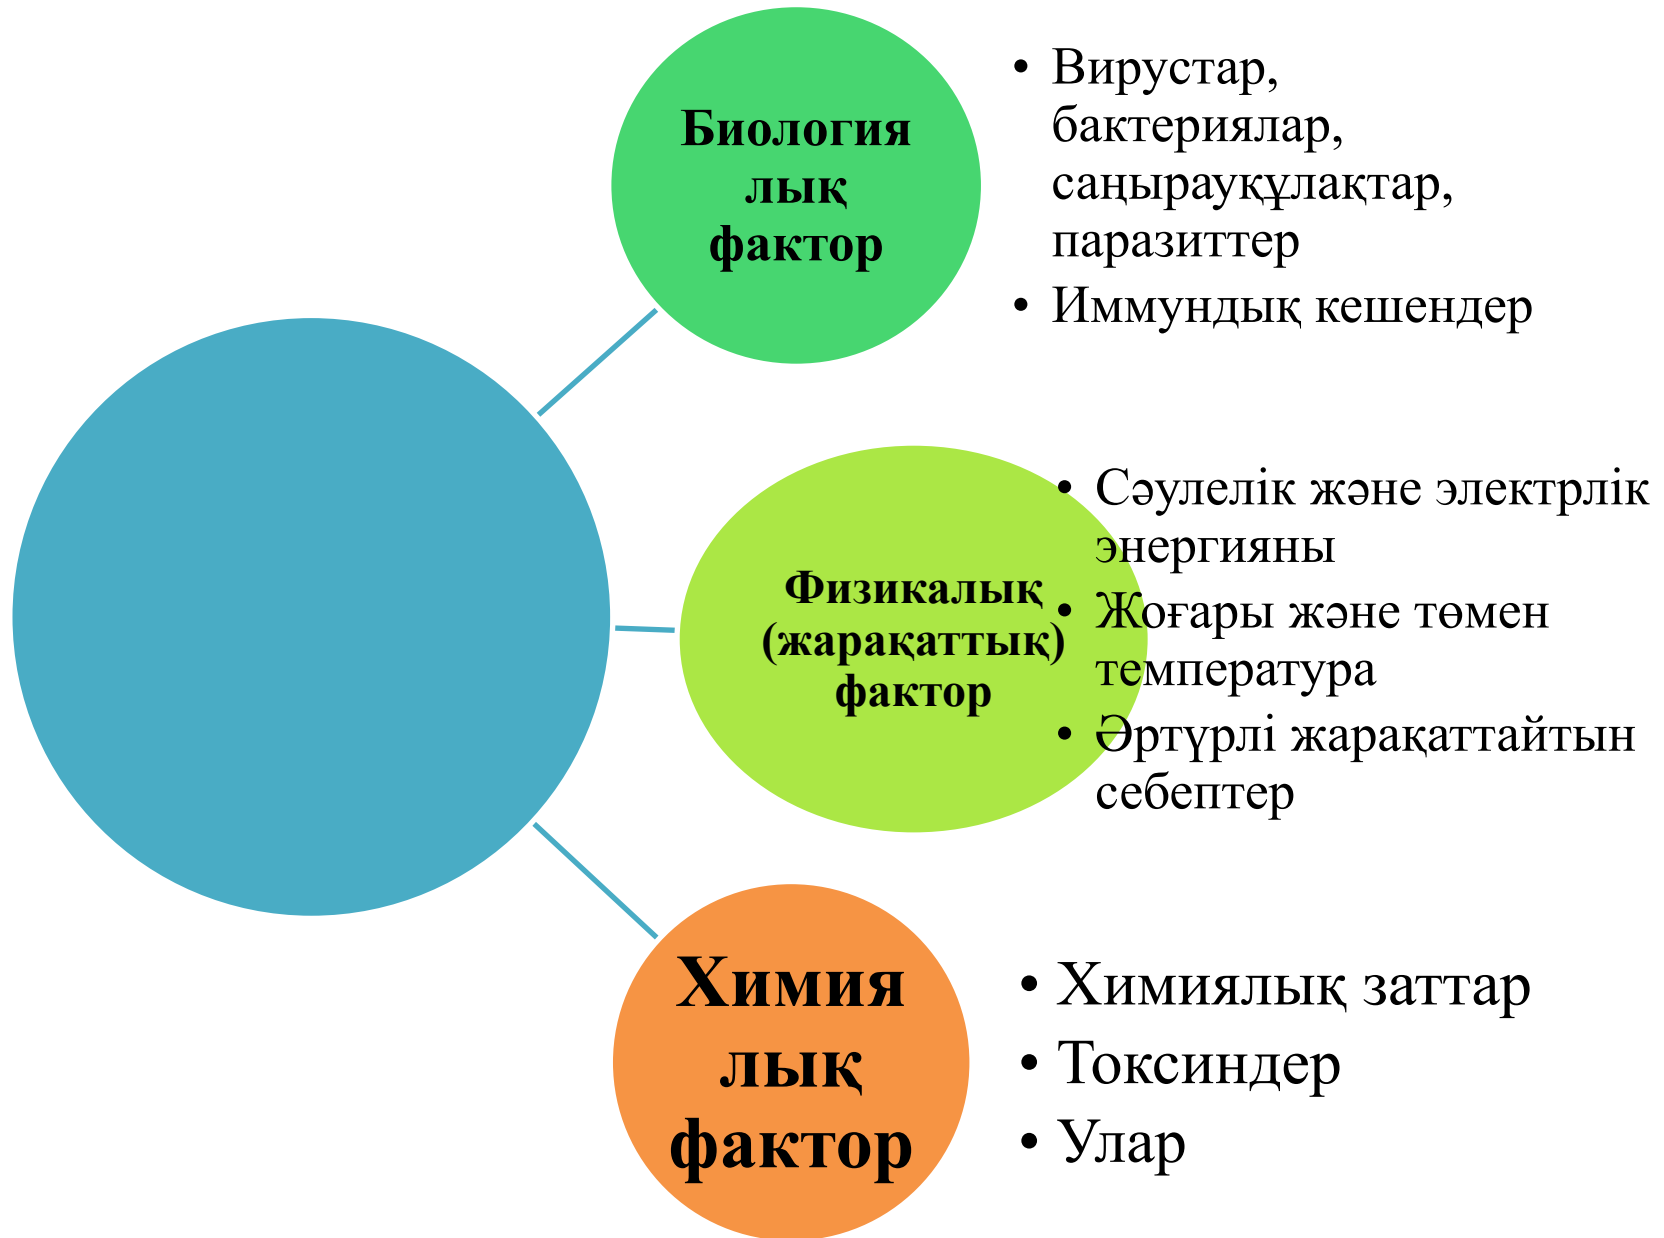 Биология
лық
фактор
• Вирустар,
бактериялар,
саңырауқұлақтар,
паразиттер
• Иммундық кешендер
Физикалық
(жарақаттық)
фактор
• Сәулелік және электрлік
энергияны
• Жоғары және төмен
температура
• Әртүрлі жарақаттайтын
себептер
Химия
лық
фактор
• Химиялық заттар
• Токсиндер
• Улар